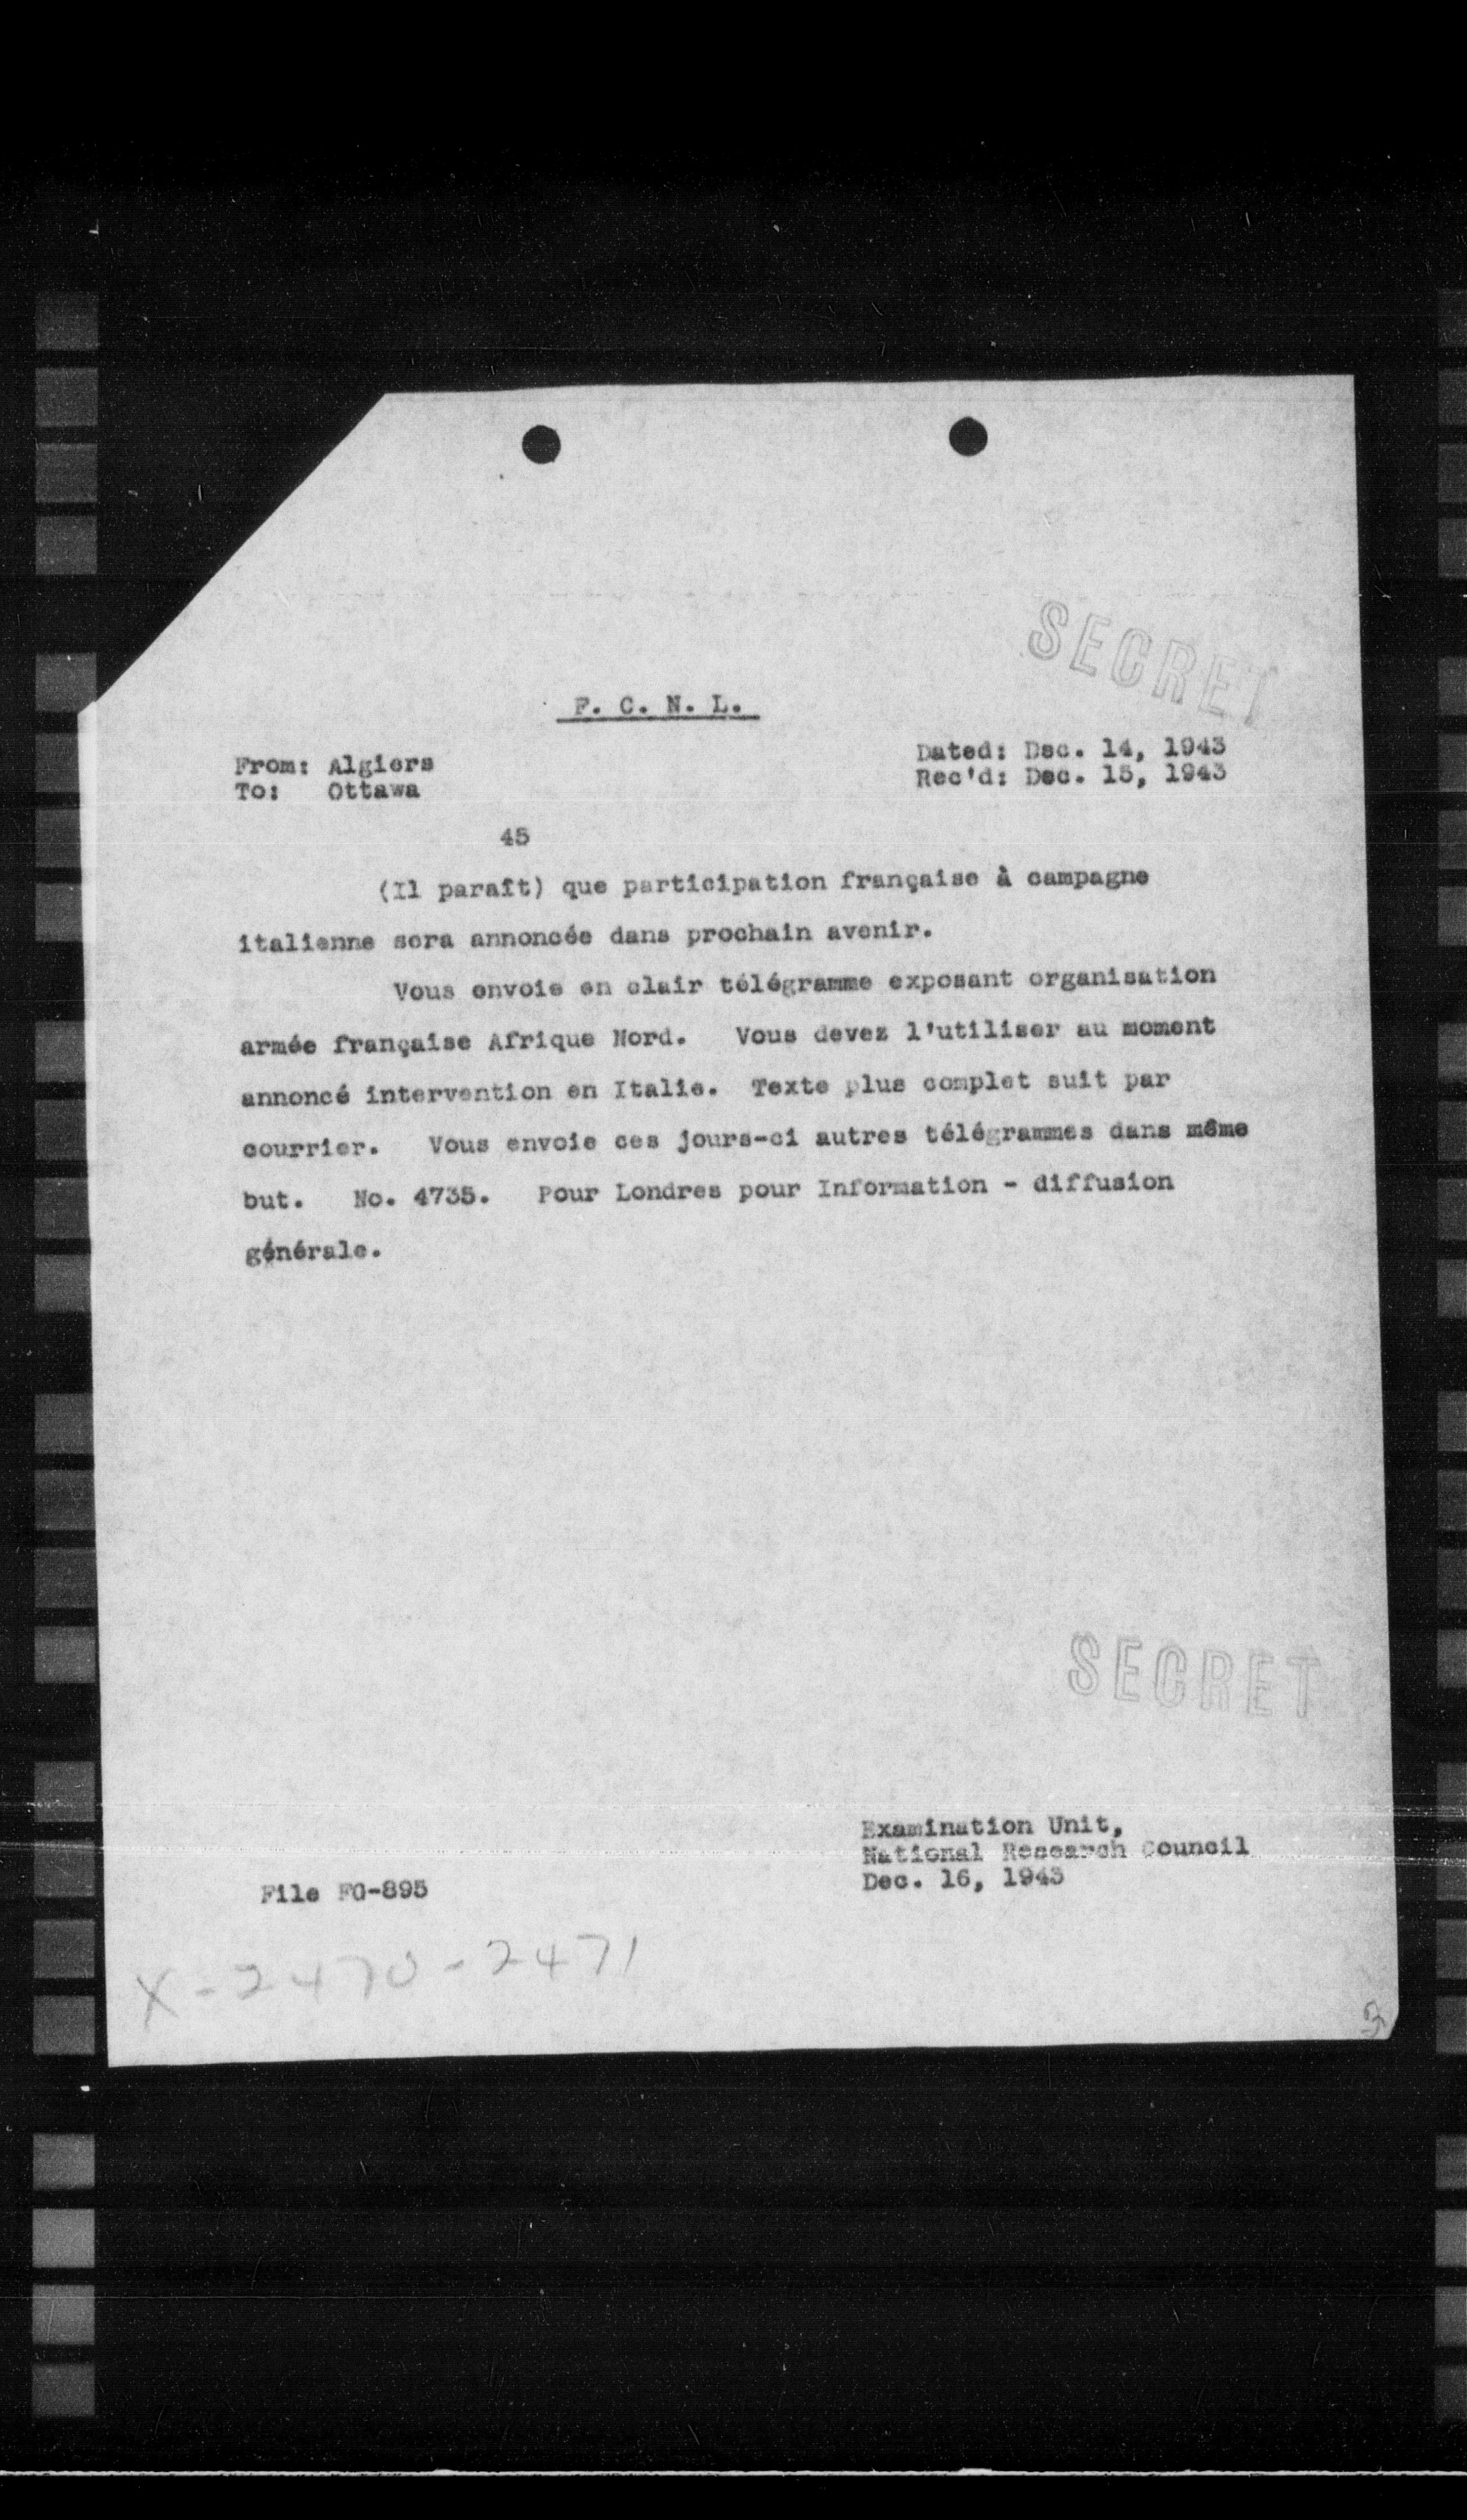 SECRET
F. C. N. L.
From: Algiers
To: Ottawa
Dated: Dec. 14, 1943
Rec'd: Dec. 15, 1943
45
(Il paraît) que participation française à campagne
italienne sera annoncée dans prochain avenir.
Vous envoie en clair télégramme exposant organisation
armée française Afrique Nord. Vous devez l'utiliser au moment
annoncé intervention en Italie. Texte plus complet suit par
courrier. Vous envoie ces jours-ci autres télégrammes dans même
but. No. 4735. Pour Londres pour Information - diffusion
générale.
SECRET
Examination Unit,
National Research Council
Dec. 16, 1943
File FG-895
X-2470-2471